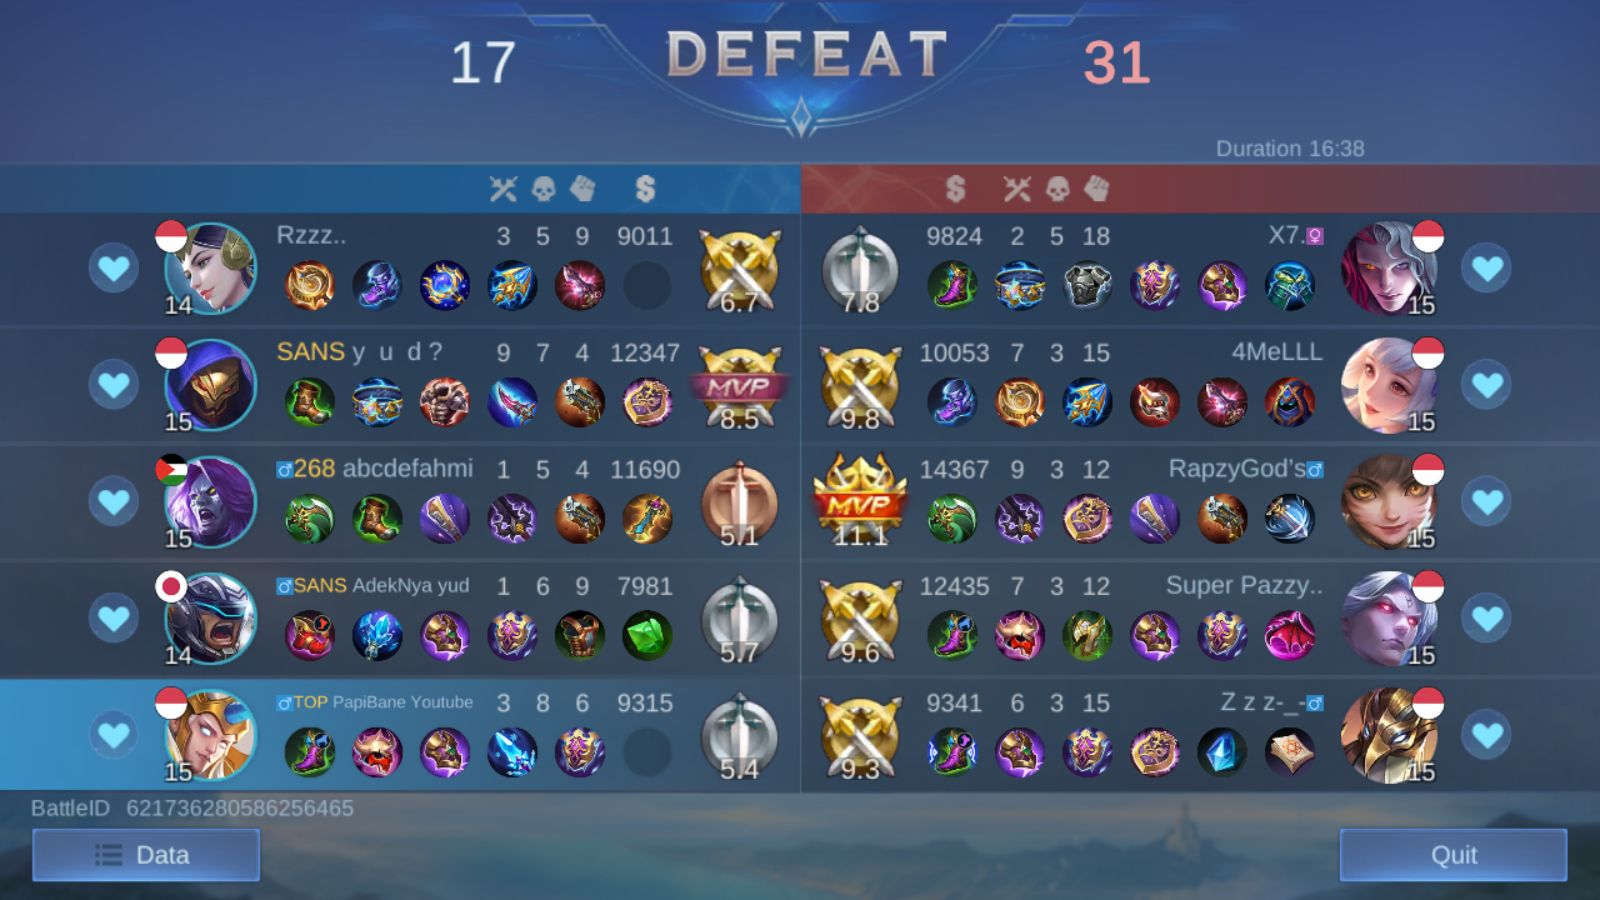 17 DEFEAT 31
Duration 16:38
Rzzz.. 3 5 9 9011
14 6.7
9824 2 5 18 X7.♀
7.8 15
SANS y u d ? 9 7 4 12347
MVP
15 8.5
10053 7 3 15 4MeLLL
9.8 15
♂268 abcdefahmi 1 5 4 11690
15 5.1
14367 9 3 12 RapzyGod's♂
MVP
11.1 15
♂SANS AdekNya yud 1 6 9 7981
14 5.7
12435 7 3 12 Super Pazzy..
9.6 15
♂TOP PapiBane Youtube 3 8 6 9315
15 5.4
9341 6 3 15 Z z z-_-♂
9.3 15
BattleID 621736280586256465
Data
Quit